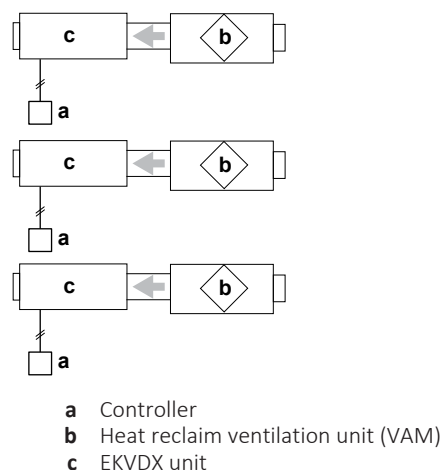 c b
a
c b
a
c b
a
a Controller
b Heat reclaim ventilation unit (VAM)
c EKVDX unit